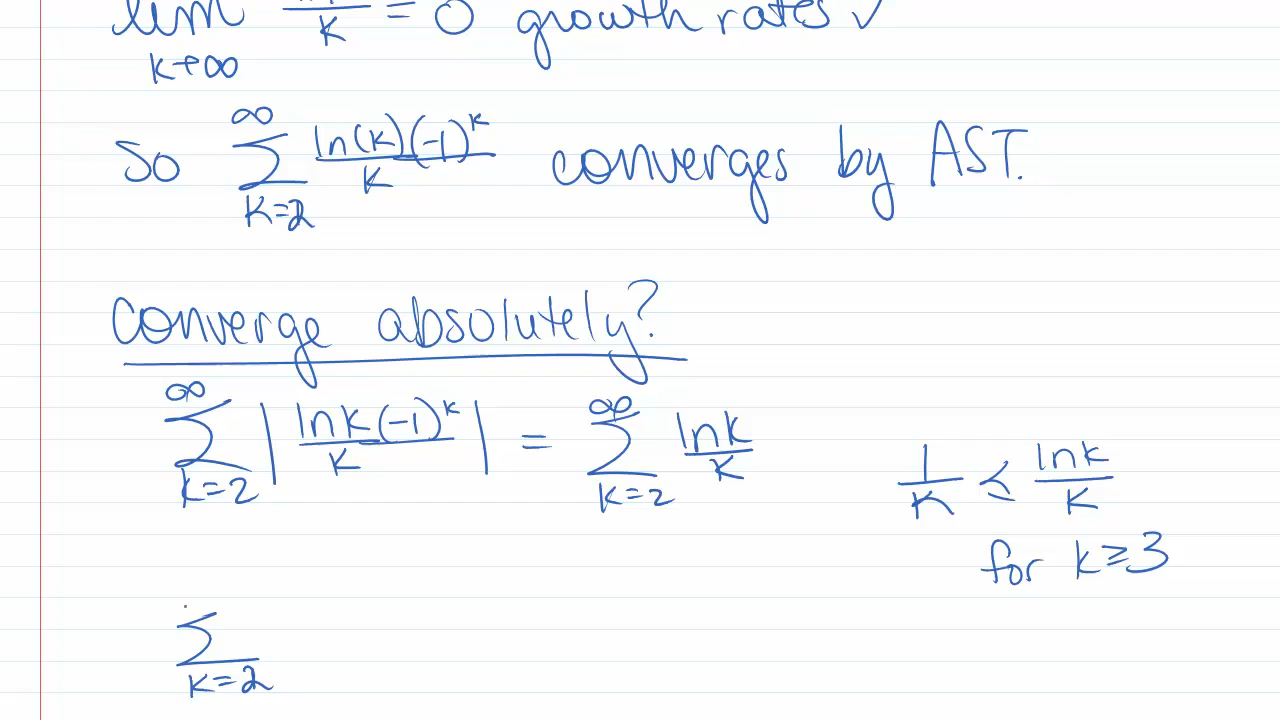 lim /k = 0 growth rates ✓
k→∞
So ∑_{k=2}^{∞} ln(k)(-1)^k / k converges by AST.
Converge absolutely?
∑_{k=2}^{∞} | lnk(-1)^k / k | = ∑_{k=2}^{∞} lnk / k
1/k ≤ lnk/k
for k≥3
∑_{k=2}